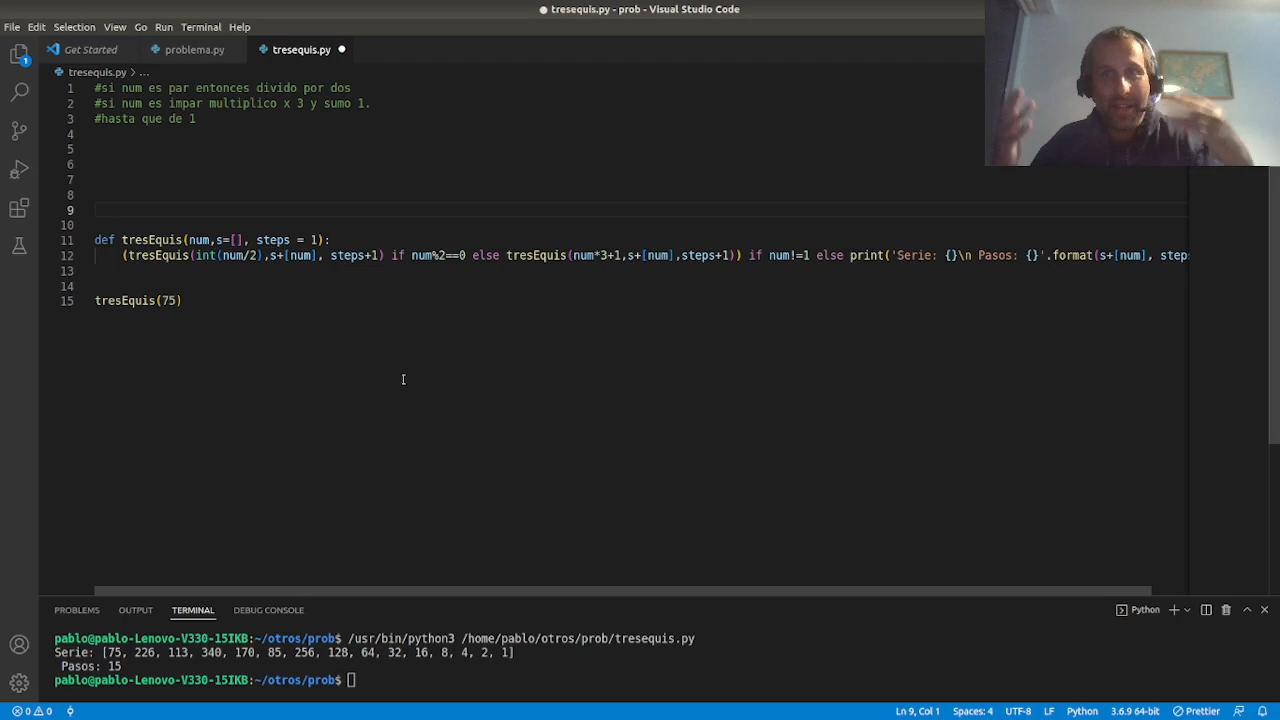 tresequis.py - prob - Visual Studio Code
File Edit Selection View Go Run Terminal Help
Get Started problema.py tresequis.py
tresequis.py > ...
1 #si num es par entonces divido por dos
2 #si num es impar multiplico x 3 y sumo 1.
3 #hasta que de 1
4
5
6
7
8
9
10
11 def tresEquis(num,s=[], steps = 1):
12 (tresEquis(int(num/2),s+[num], steps+1) if num%2==0 else tresEquis(num*3+1,s+[num],steps+1)) if num!=1 else print('Serie: {}\n Pasos: {}'.format(s+[num], step
13
14
15 tresEquis(75)
PROBLEMS OUTPUT TERMINAL DEBUG CONSOLE
Python
pablo@pablo-Lenovo-V330-15IKB:~/otros/prob$ /usr/bin/python3 /home/pablo/otros/prob/tresequis.py
Serie: [75, 226, 113, 340, 170, 85, 256, 128, 64, 32, 16, 8, 4, 2, 1]
Pasos: 15
pablo@pablo-Lenovo-V330-15IKB:~/otros/prob$
0 0 Ln 9, Col 1 Spaces: 4 UTF-8 LF Python 3.6.9 64-bit Prettier